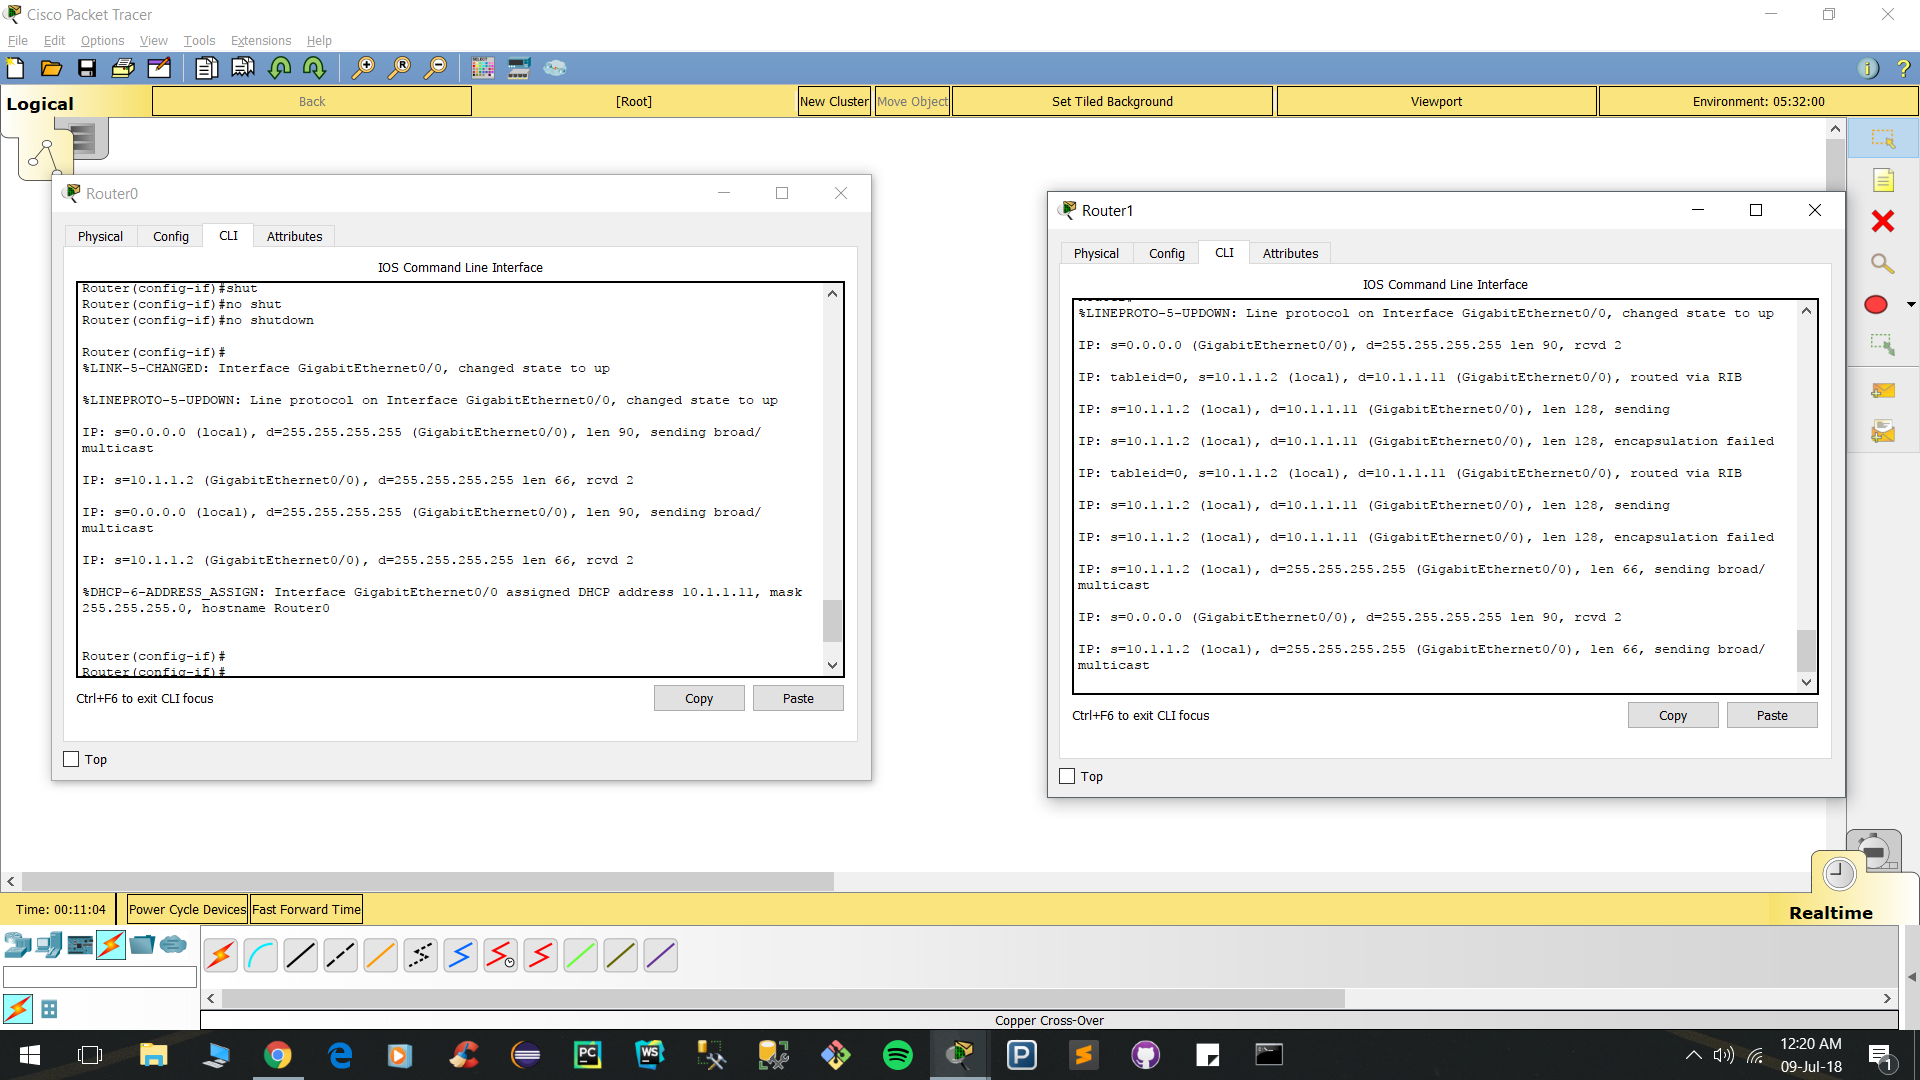 Cisco Packet Tracer
File Edit Options View Tools Extensions Help
Logical
Back
[Root]
New Cluster
Move Object
Set Tiled Background
Viewport
Environment: 05:32:00
Router0
Physical Config CLI Attributes
IOS Command Line Interface
Router(config-if)#shut
Router(config-if)#no shut
Router(config-if)#no shutdown
Router(config-if)#
%LINK-5-CHANGED: Interface GigabitEthernet0/0, changed state to up
%LINEPROTO-5-UPDOWN: Line protocol on Interface GigabitEthernet0/0, changed state to up
IP: s=0.0.0.0 (local), d=255.255.255.255 (GigabitEthernet0/0), len 90, sending broad/
multicast
IP: s=10.1.1.2 (GigabitEthernet0/0), d=255.255.255.255 len 66, rcvd 2
IP: s=0.0.0.0 (local), d=255.255.255.255 (GigabitEthernet0/0), len 90, sending broad/
multicast
IP: s=10.1.1.2 (GigabitEthernet0/0), d=255.255.255.255 len 66, rcvd 2
%DHCP-6-ADDRESS_ASSIGN: Interface GigabitEthernet0/0 assigned DHCP address 10.1.1.11, mask
255.255.255.0, hostname Router0
Router(config-if)#
Router(config-if)#
Ctrl+F6 to exit CLI focus
Copy
Paste
Top
Router1
Physical Config CLI Attributes
IOS Command Line Interface
%LINEPROTO-5-UPDOWN: Line protocol on Interface GigabitEthernet0/0, changed state to up
IP: s=0.0.0.0 (GigabitEthernet0/0), d=255.255.255.255 len 90, rcvd 2
IP: tableid=0, s=10.1.1.2 (local), d=10.1.1.11 (GigabitEthernet0/0), routed via RIB
IP: s=10.1.1.2 (local), d=10.1.1.11 (GigabitEthernet0/0), len 128, sending
IP: s=10.1.1.2 (local), d=10.1.1.11 (GigabitEthernet0/0), len 128, encapsulation failed
IP: tableid=0, s=10.1.1.2 (local), d=10.1.1.11 (GigabitEthernet0/0), routed via RIB
IP: s=10.1.1.2 (local), d=10.1.1.11 (GigabitEthernet0/0), len 128, sending
IP: s=10.1.1.2 (local), d=10.1.1.11 (GigabitEthernet0/0), len 128, encapsulation failed
IP: s=10.1.1.2 (local), d=255.255.255.255 (GigabitEthernet0/0), len 66, sending broad/
multicast
IP: s=0.0.0.0 (GigabitEthernet0/0), d=255.255.255.255 len 90, rcvd 2
IP: s=10.1.1.2 (local), d=255.255.255.255 (GigabitEthernet0/0), len 66, sending broad/
multicast
Ctrl+F6 to exit CLI focus
Copy
Paste
Top
Time: 00:11:04
Power Cycle Devices
Fast Forward Time
Realtime
Copper Cross-Over
12:20 AM
09-Jul-18
1